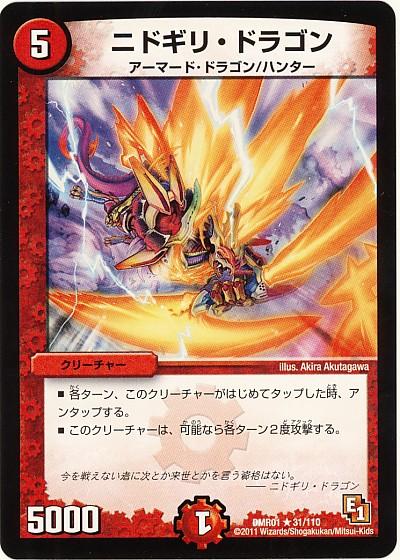 5
ニドギリ・ドラゴン
アーマード・ドラゴン/ハンター
クリーチャー
illus. Akira Akutagawa
■ 各ターン、このクリーチャーがはじめてタップした時、ア
ンタップする。
■ このクリーチャーは、可能なら各ターン2度攻撃する。
今を戦えない者に次とか来世とかを言う資格はない。
── ニドギリ・ドラゴン
5000
1
E1
DMR01 ★ 31/110
©2011 Wizards/Shogakukan/Mitsui-Kids